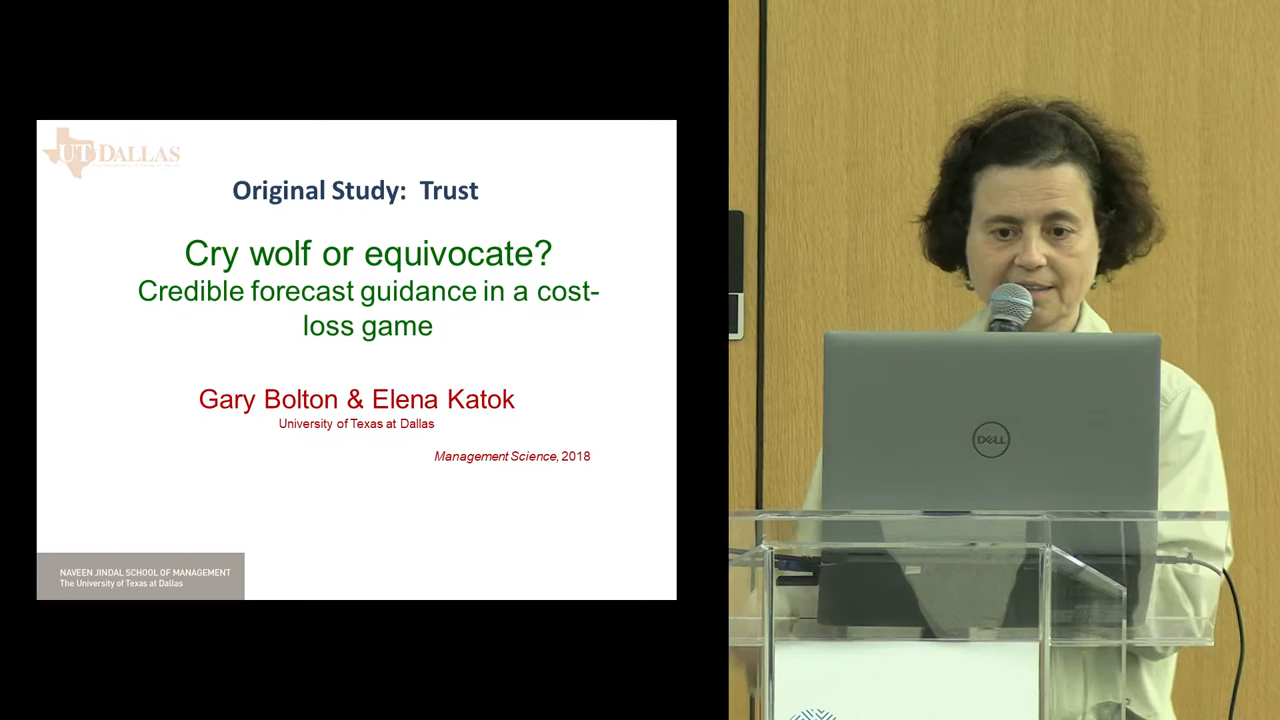 UT DALLAS
Original Study: Trust
Cry wolf or equivocate?
Credible forecast guidance in a cost-
loss game
Gary Bolton & Elena Katok
University of Texas at Dallas
Management Science, 2018
NAVEEN JINDAL SCHOOL OF MANAGEMENT
The University of Texas at Dallas
DELL